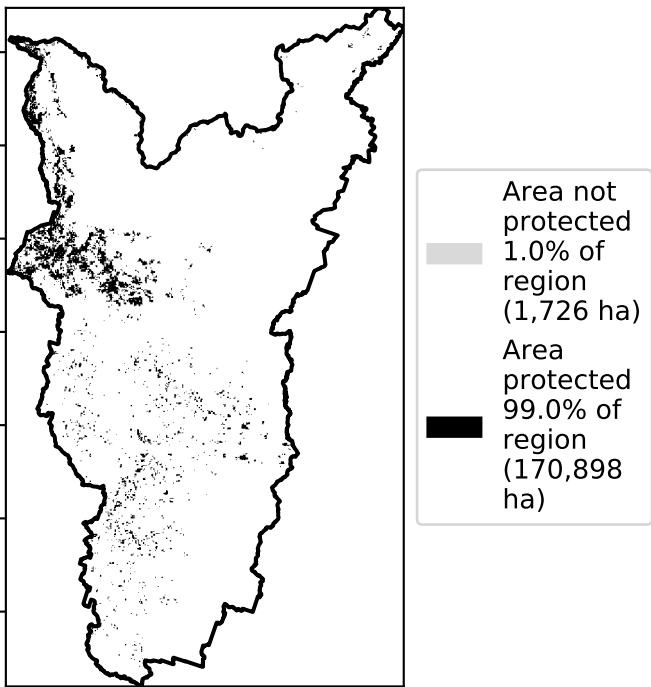 Area not
protected
1.0% of
region
(1,726 ha)
Area
protected
99.0% of
region
(170,898
ha)